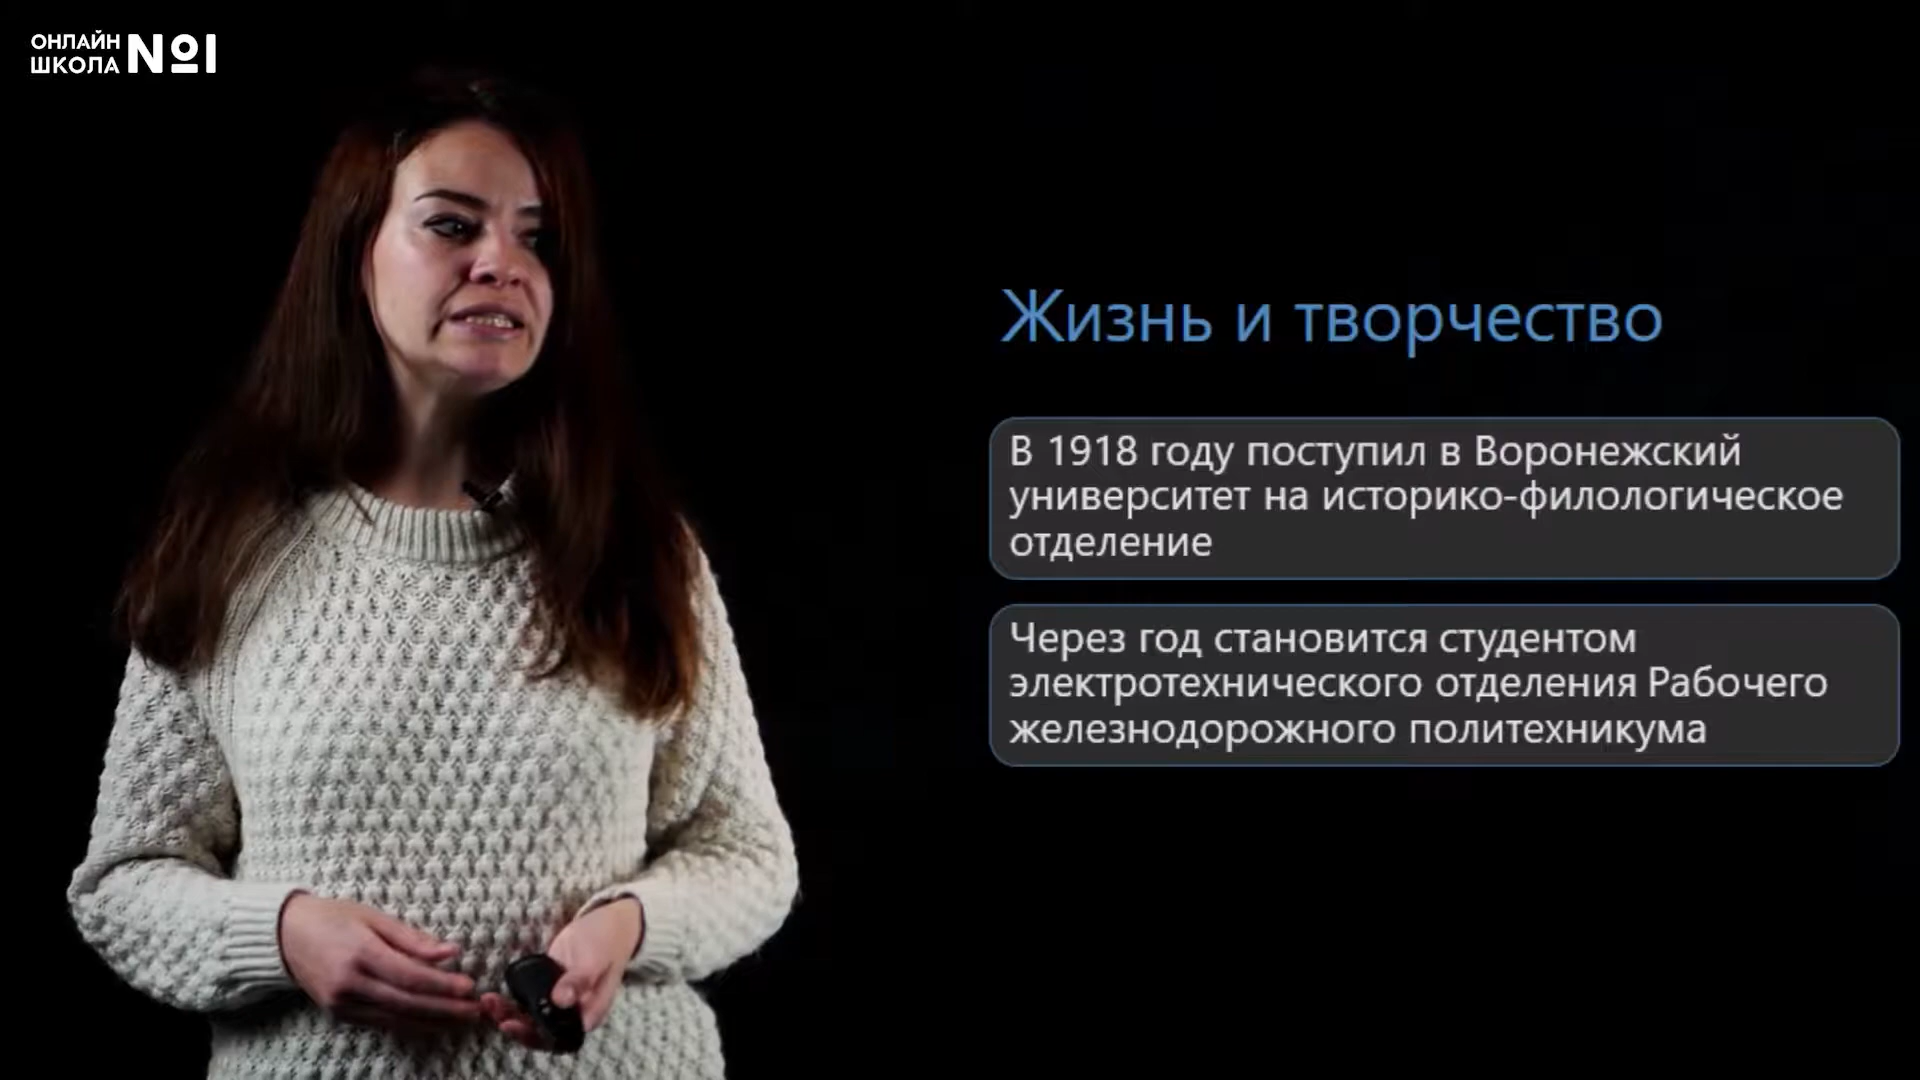 ОНЛАЙН
ШКОЛА №1
Жизнь и творчество
В 1918 году поступил в Воронежский
университет на историко-филологическое
отделение
Через год становится студентом
электротехнического отделения Рабочего
железнодорожного политехникума